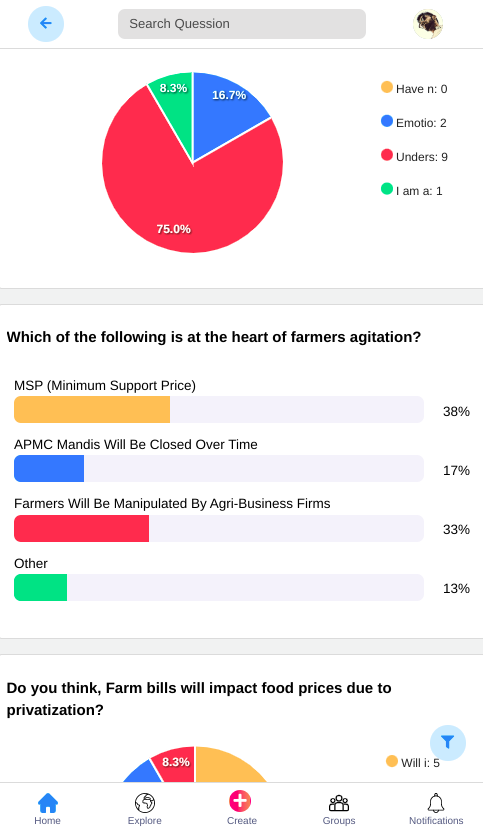 Search Quession
8.3%
16.7%
75.0%
Have n: 0
Emotio: 2
Unders: 9
I am a: 1
Which of the following is at the heart of farmers agitation?
MSP (Minimum Support Price)
38%
APMC Mandis Will Be Closed Over Time
17%
Farmers Will Be Manipulated By Agri-Business Firms
33%
Other
13%
Do you think, Farm bills will impact food prices due to
privatization?
8.3%
Will i: 5
Home
Explore
Create
Groups
Notifications